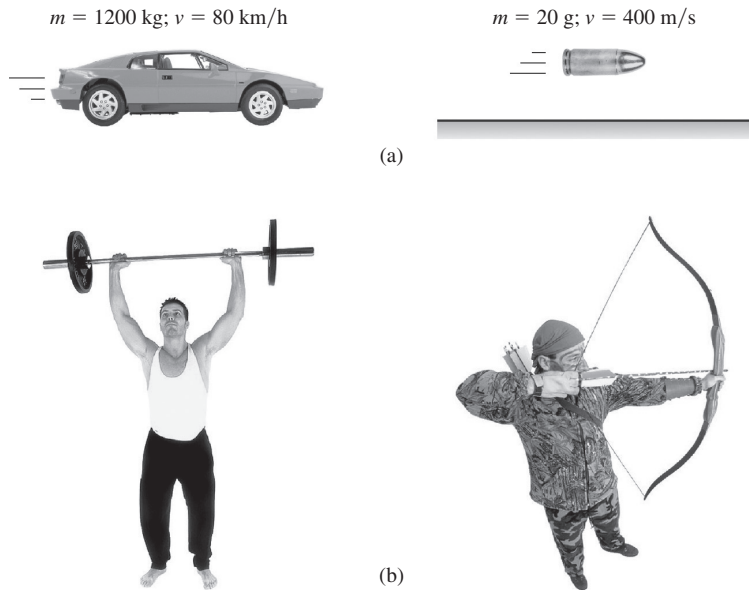 m = 1200 kg; v = 80 km/h
m = 20 g; v = 400 m/s
(a)
(b)